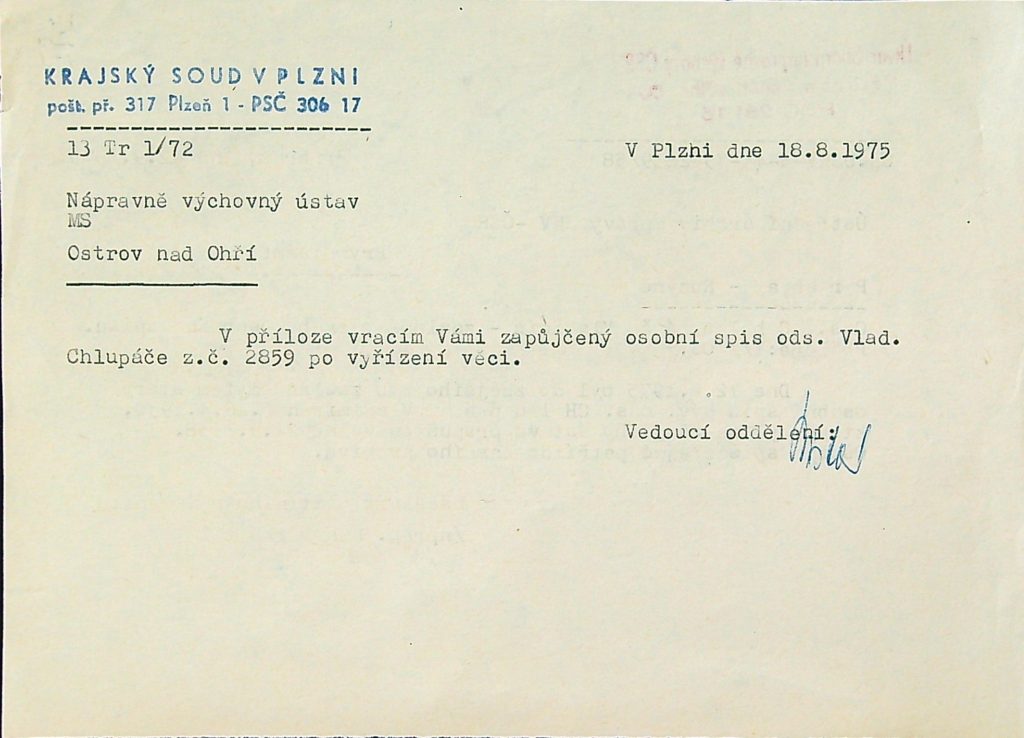 KRAJSKÝ SOUD V PLZNI
pošt. př. 317 Plzeň 1 - PSČ 306 17
13 Tr 1/72
V Plzni dne 18.8.1975
Nápravně výchovný ústav
MS
Ostrov nad Ohří
V příloze vracím Vámi zapůjčený osobní spis ods. Vlad.
Chlupáče z.č. 2859 po vyřízení věci.
Vedoucí oddělení: